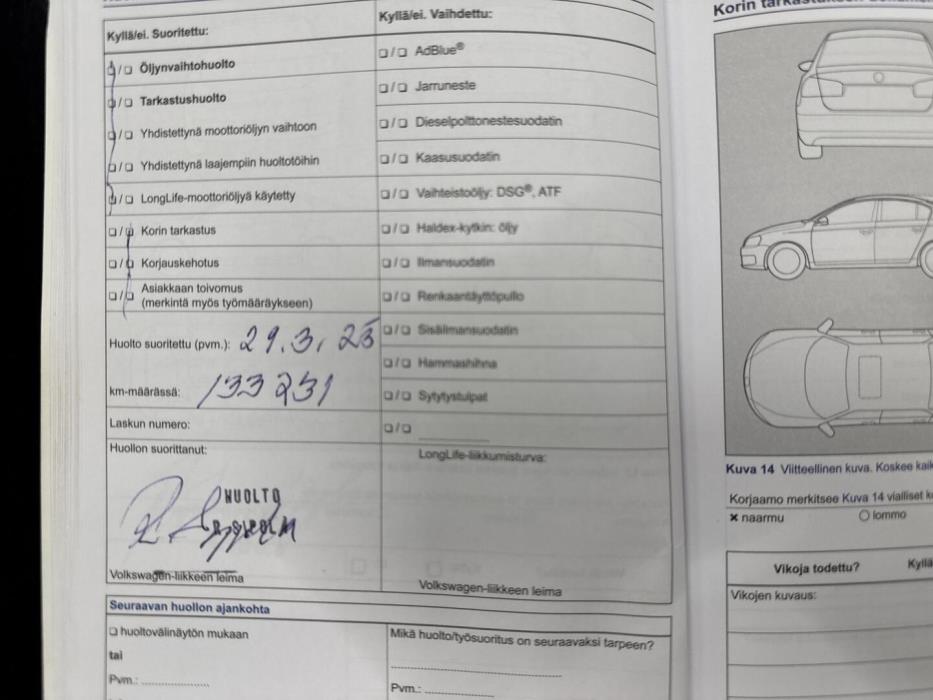 Kyllä/ei. Suoritettu:
❑/❑ Öljynvaihtohuolto
❑/❑ Tarkastushuolto
❑/❑ Yhdistettynä moottoriöljyn vaihtoon
❑/❑ Yhdistettynä laajempiin huoltotöihin
❑/❑ LongLife-moottoriöljyä käytetty
❑/❑ Korin tarkastus
❑/❑ Korjauskehotus
❑/❑ Asiakkaan toivomus
(merkintä myös työmääräykseen)
Huolto suoritettu (pvm.): 29.3.23
km-määrässä: 133 231
Laskun numero:
Huollon suorittanut:
HUOLTO
Volkswagen-liikkeen leima
Kyllä/ei. Vaihdettu:
❑/❑ AdBlue®
❑/❑ Jarruneste
❑/❑ Dieselpolttonestesuodatin
❑/❑ Kaasusuodatin
❑/❑ Vaihteistoöljy: DSG®, ATF
❑/❑ Haldex-kytkin: öljy
❑/❑ Ilmansuodatin
❑/❑ Renkaantäyttöpullo
❑/❑ Sisäilmansuodatin
❑/❑ Hammashihna
❑/❑ Sytytystulpat
❑/❑
LongLife-liikkumisturva:
Volkswagen-liikkeen leima
Seuraavan huollon ajankohta
❑ huoltovälinäytön mukaan
tai
Pvm.:
Mikä huolto/työsuoritus on seuraavaksi tarpeen?
Pvm.:
Korin
Kuva 14 Viitteellinen kuva. Koskee
Korjaamo merkitsee Kuva 14 vialliset
✖ naarmu ○ lommo
Vikoja todettu? Kyllä
Vikojen kuvaus: